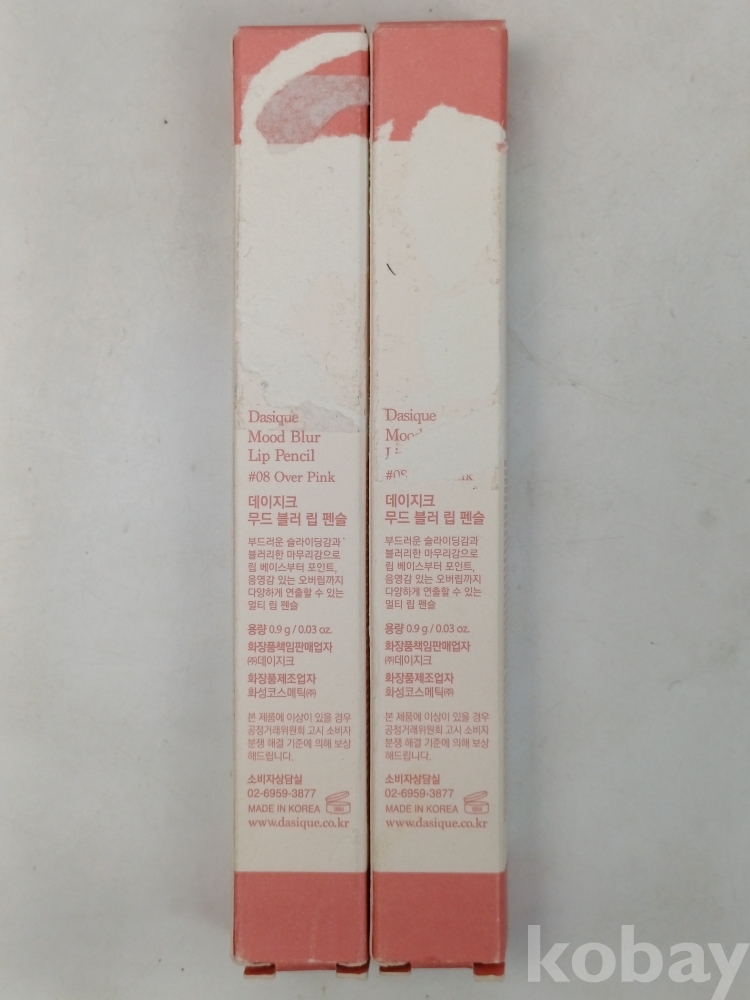 Dasique
Mood Blur
Lip Pencil
#08 Over Pink
데이지크
무드 블러 립 펜슬
부드러운 슬라이딩감과
블러리한 마무리감으로
립 베이스부터 포인트,
음영감 있는 오버립까지
다양하게 연출할 수 있는
멀티 립 펜슬
용량 0.9 g / 0.03 oz.
화장품책임판매업자
㈜데이지크
화장품제조업자
화성코스메틱㈜
본 제품에 이상이 있을 경우
공정거래위원회 고시 소비자
분쟁 해결 기준에 의해 보상
해드립니다.
소비자상담실
02-6959-3877
MADE IN KOREA
www.dasique.co.kr
Dasique
데이지크
무드 블러 립 펜슬
부드러운 슬라이딩감과
블러리한 마무리감으로
립 베이스부터 포인트,
음영감 있는 오버립까지
다양하게 연출할 수 있는
멀티 립 펜슬
용량 0.9 g / 0.03 oz.
화장품책임판매업자
㈜데이지크
화장품제조업자
화성코스메틱㈜
본 제품에 이상이 있을 경우
공정거래위원회 고시 소비자
분쟁 해결 기준에 의해 보상
해드립니다.
소비자상담실
02-6959-3877
MADE IN KOREA
www.dasique.co.kr
kobay